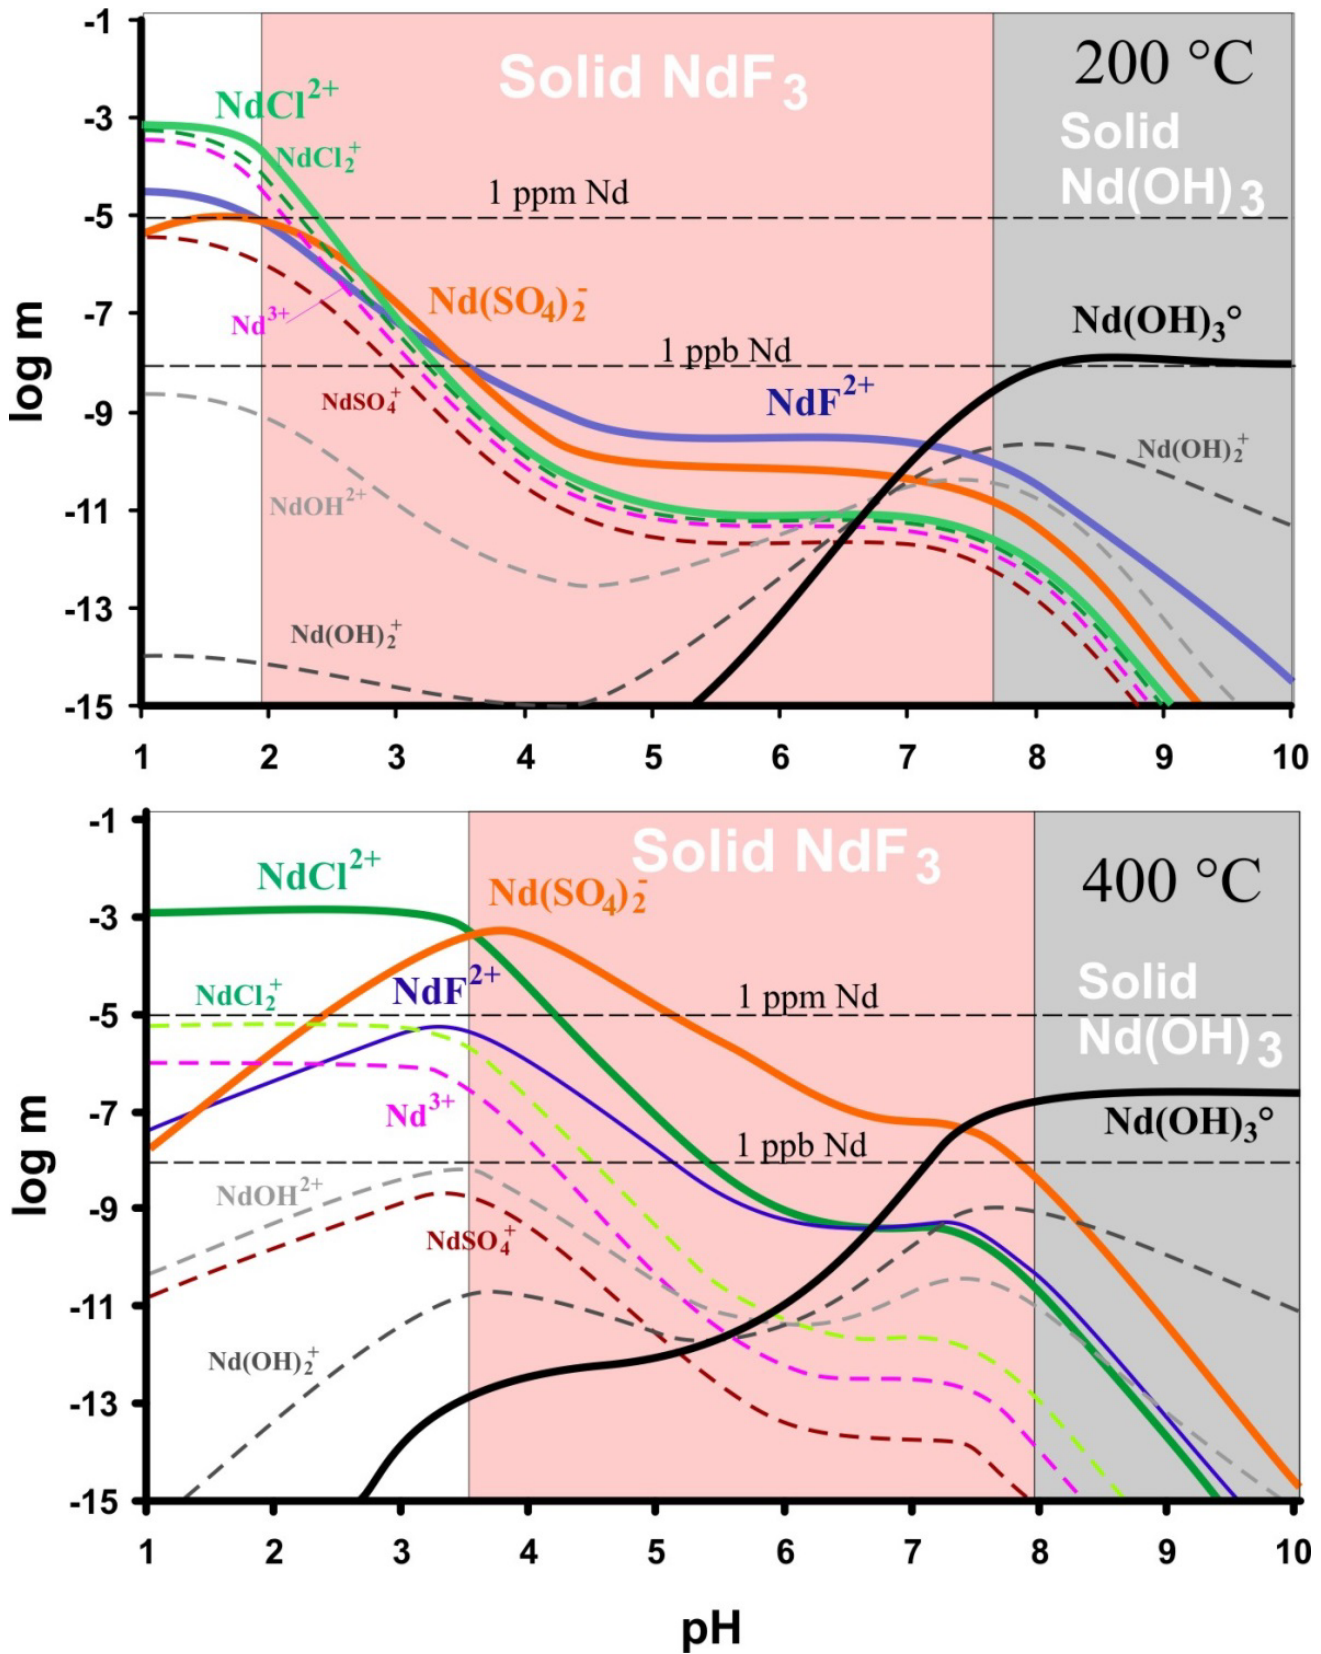 -1
Solid NdF3
200 °C
-3
NdCl2+
Solid
NdCl2+
Nd(OH)3
1 ppm Nd
-5
Nd(SO4)2-
-7
Nd3+
Nd(OH)3°
1 ppb Nd
log m
NdSO4+
NdF2+
-9
Nd(OH)2+
NdOH2+
-11
-13
Nd(OH)2+
-15
1 2 3 4 5 6 7 8 9 10
-1
Solid NdF3
400 °C
NdCl2+
Nd(SO4)2-
-3
NdCl2+
NdF2+
Solid
1 ppm Nd
-5
Nd(OH)3
Nd3+
-7
Nd(OH)3°
1 ppb Nd
log m
NdOH2+
-9
NdSO4+
-11
Nd(OH)2+
-13
-15
1 2 3 4 5 6 7 8 9 10
pH